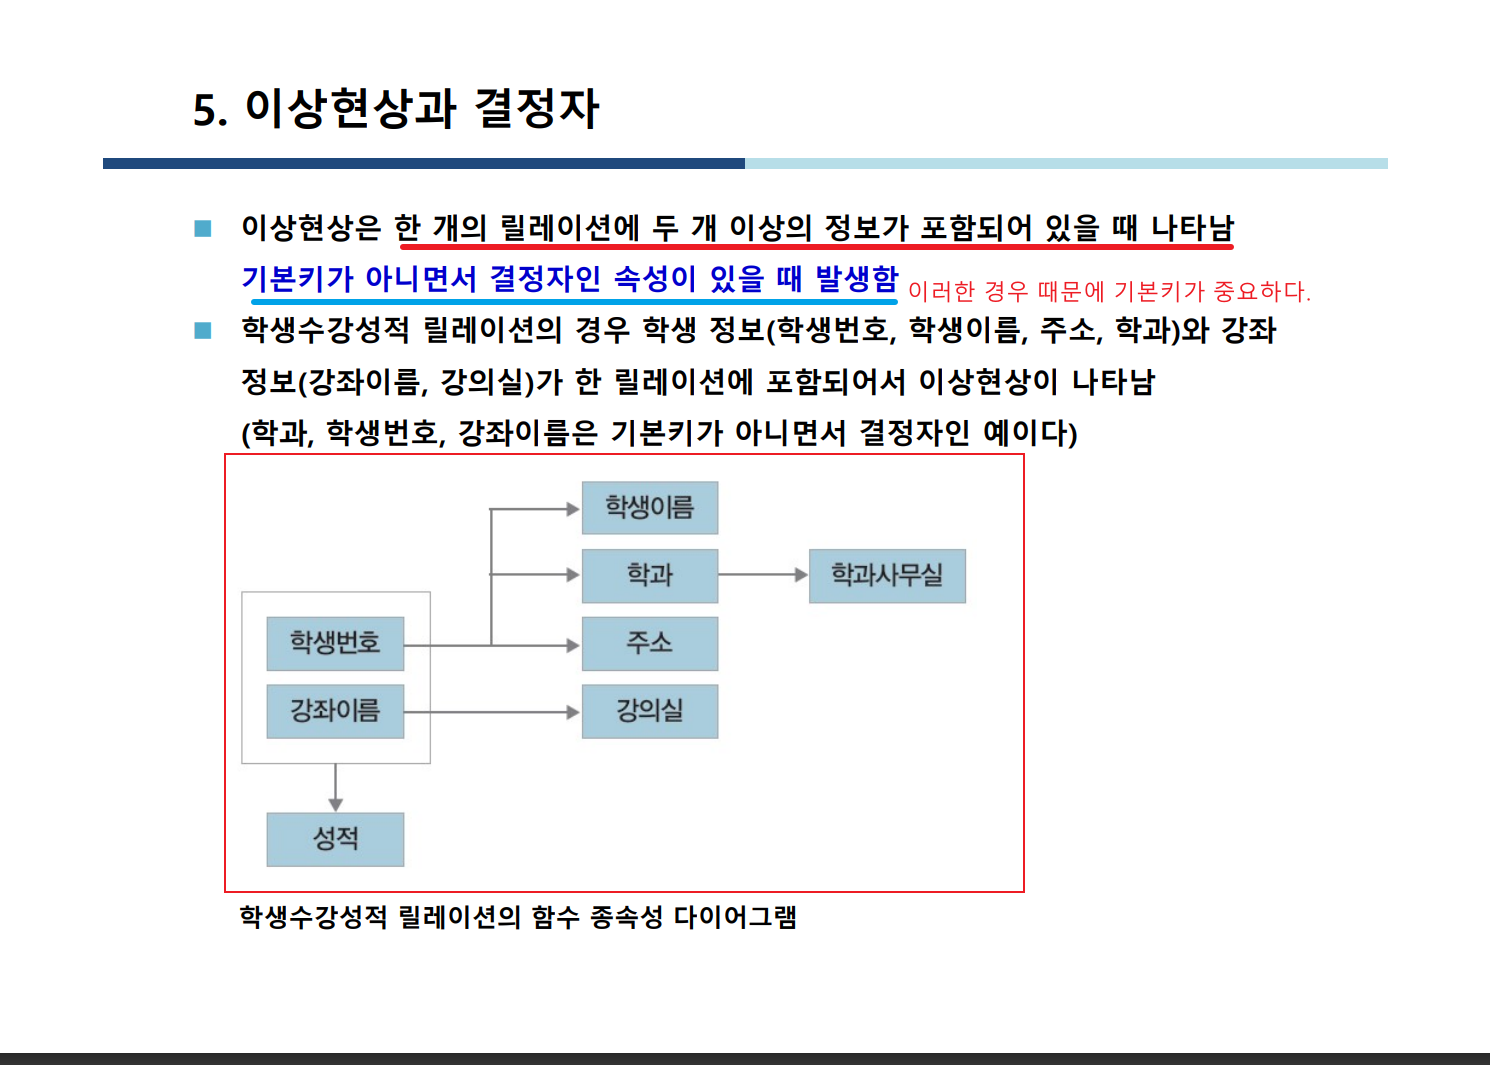 5. 이상현상과 결정자
■ 이상현상은 한 개의 릴레이션에 두 개 이상의 정보가 포함되어 있을 때 나타남
기본키가 아니면서 결정자인 속성이 있을 때 발생함 이러한 경우 때문에 기본키가 중요하다.
■ 학생수강성적 릴레이션의 경우 학생 정보(학생번호, 학생이름, 주소, 학과)와 강좌
정보(강좌이름, 강의실)가 한 릴레이션에 포함되어서 이상현상이 나타남
(학과, 학생번호, 강좌이름은 기본키가 아니면서 결정자인 예이다)
학생이름
학과 학과사무실
학생번호 주소
강좌이름 강의실
성적
학생수강성적 릴레이션의 함수 종속성 다이어그램